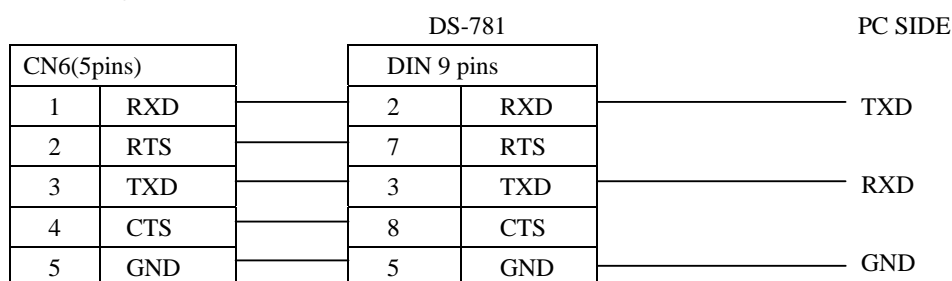 DS-781 PC SIDE
CN6(5pins) DIN 9 pins
1 RXD 2 RXD TXD
2 RTS 7 RTS
3 TXD 3 TXD RXD
4 CTS 8 CTS
5 GND 5 GND GND